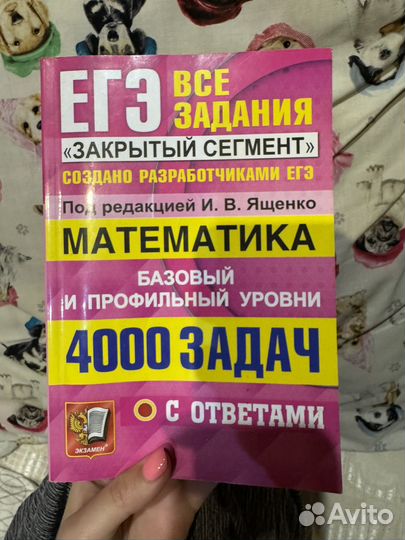 ЕГЭ ВСЕ
ЗАДАНИЯ
«ЗАКРЫТЫЙ СЕГМЕНТ»
СОЗДАНО РАЗРАБОТЧИКАМИ ЕГЭ
Под редакцией И. В. Ященко
МАТЕМАТИКА
БАЗОВЫЙ
И ПРОФИЛЬНЫЙ УРОВНИ
4000 ЗАДАЧ
С ОТВЕТАМИ
ЭКЗАМЕН
Avito